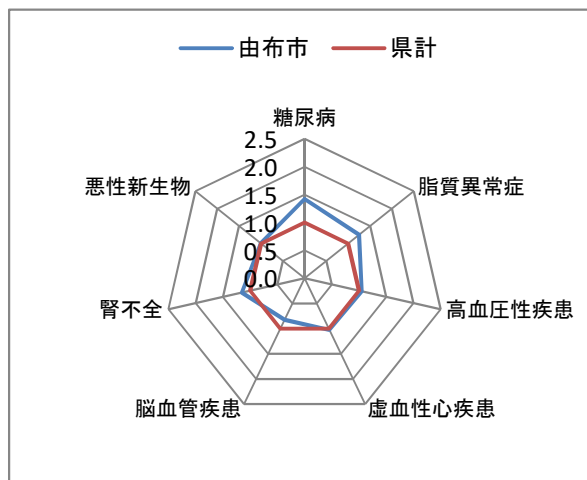 由布市 県計
糖尿病
2.5
2.0
1.5
1.0
0.5
0.0
脂質異常症
高血圧性疾患
虚血性心疾患
脳血管疾患
腎不全
悪性新生物